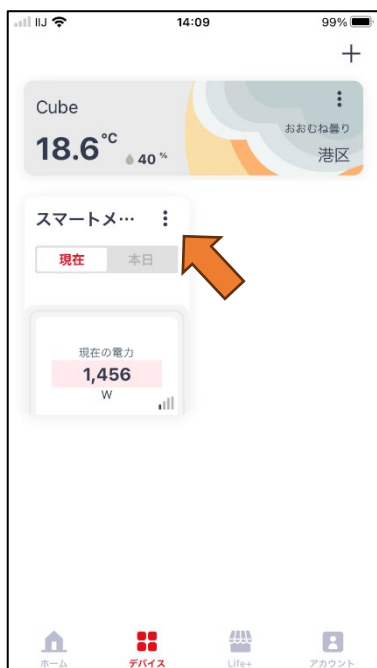 IIJ 14:09 99%
+
Cube
18.6℃ 40 %
おおむね曇り
港区
スマートメ…
現在 本日
現在の電力
1,456
W
ホーム デバイス Life+ アカウント